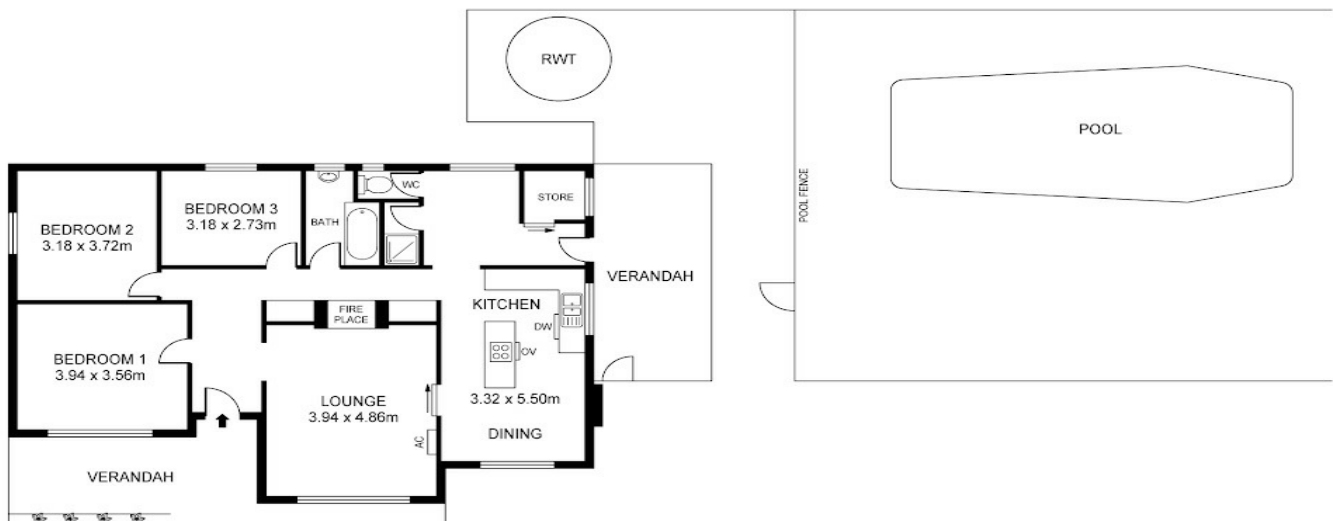 RWT
POOL
POOL FENCE
BEDROOM 2
3.18 x 3.72m
BEDROOM 3
3.18 x 2.73m
BATH
WC
STORE
VERANDAH
KITCHEN
FIRE
PLACE
DW
OV
BEDROOM 1
3.94 x 3.56m
LOUNGE
3.94 x 4.86m
3.32 x 5.50m
AC
DINING
VERANDAH